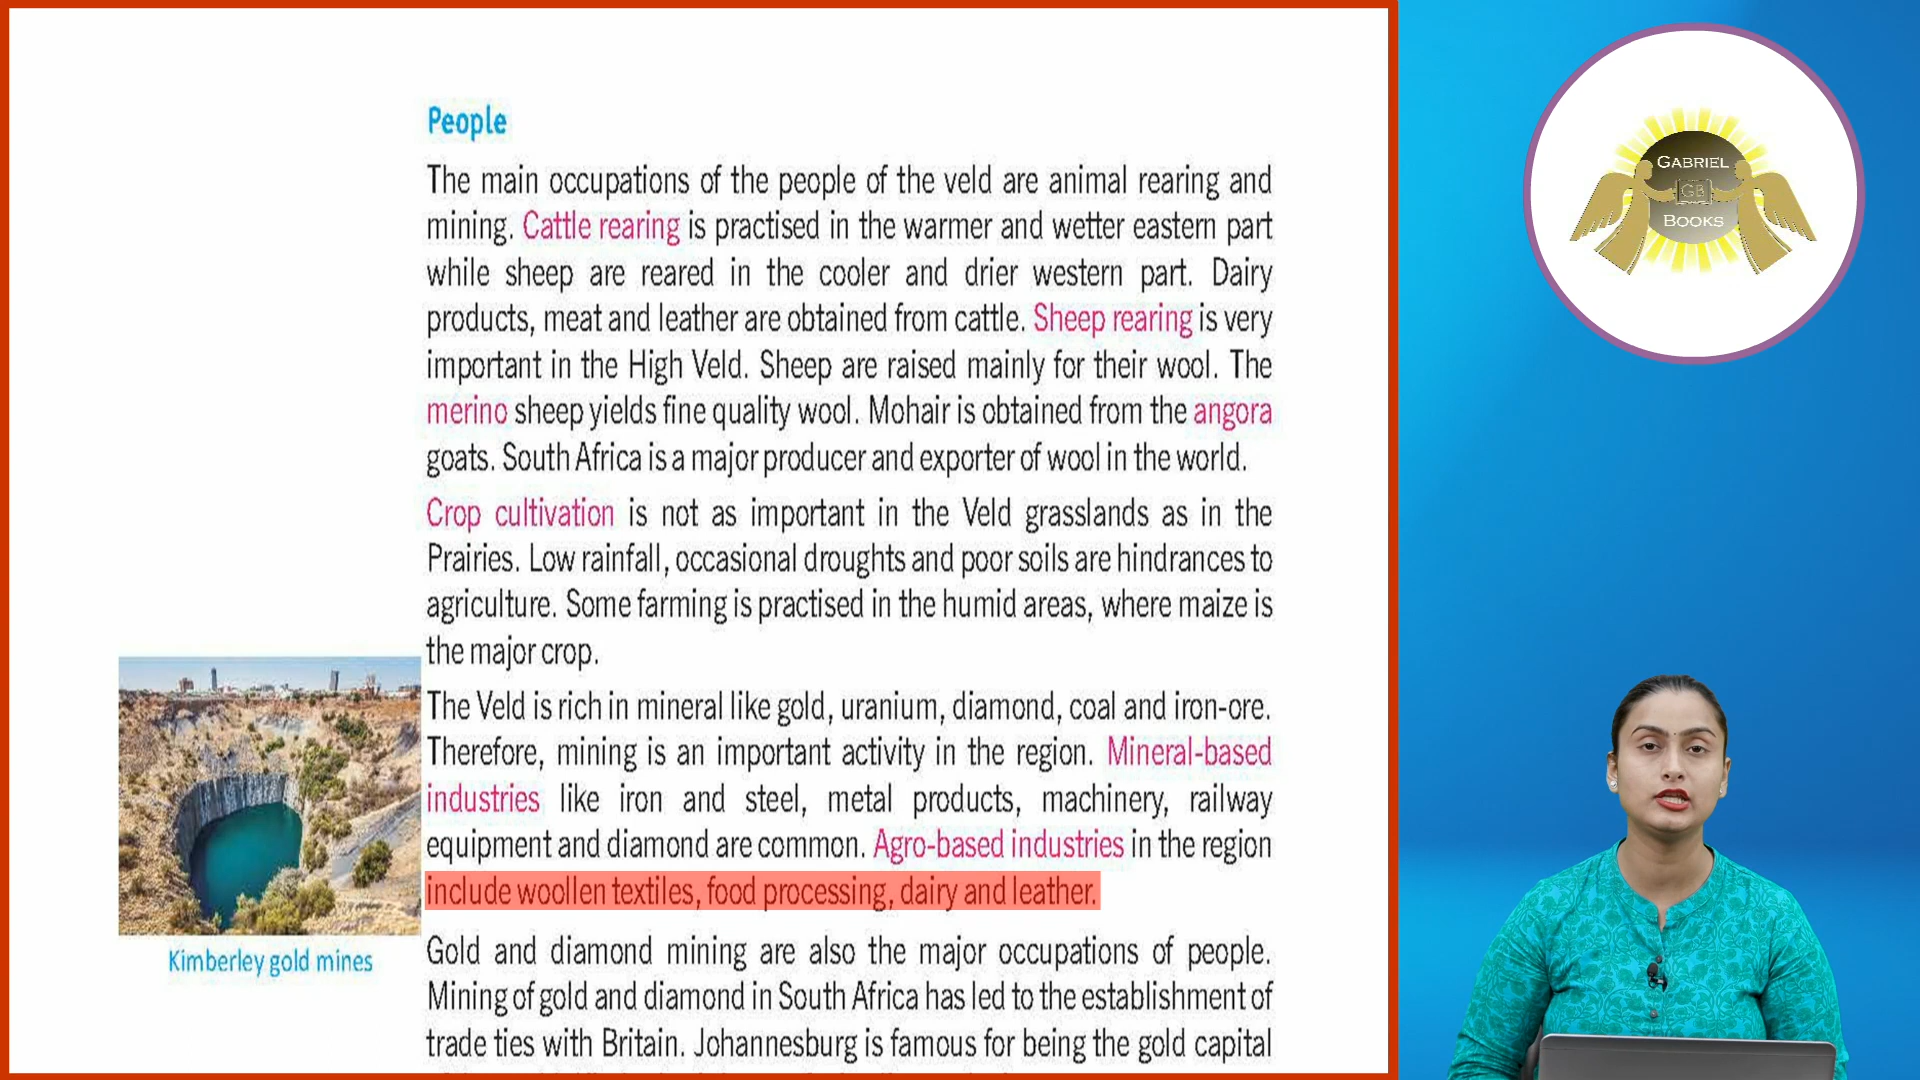 People
The main occupations of the people of the veld are animal rearing and
mining. Cattle rearing is practised in the warmer and wetter eastern part
while sheep are reared in the cooler and drier western part. Dairy
products, meat and leather are obtained from cattle. Sheep rearing is very
important in the High Veld. Sheep are raised mainly for their wool. The
merino sheep yields fine quality wool. Mohair is obtained from the angora
goats. South Africa is a major producer and exporter of wool in the world.
Crop cultivation is not as important in the Veld grasslands as in the
Prairies. Low rainfall, occasional droughts and poor soils are hindrances to
agriculture. Some farming is practised in the humid areas, where maize is
the major crop.
The Veld is rich in mineral like gold, uranium, diamond, coal and iron-ore.
Therefore, mining is an important activity in the region. Mineral-based
industries like iron and steel, metal products, machinery, railway
equipment and diamond are common. Agro-based industries in the region
include woollen textiles, food processing, dairy and leather.
Gold and diamond mining are also the major occupations of people.
Mining of gold and diamond in South Africa has led to the establishment of
trade ties with Britain. Johannesburg is famous for being the gold capital
Kimberley gold mines
GABRIEL
GB
BOOKS